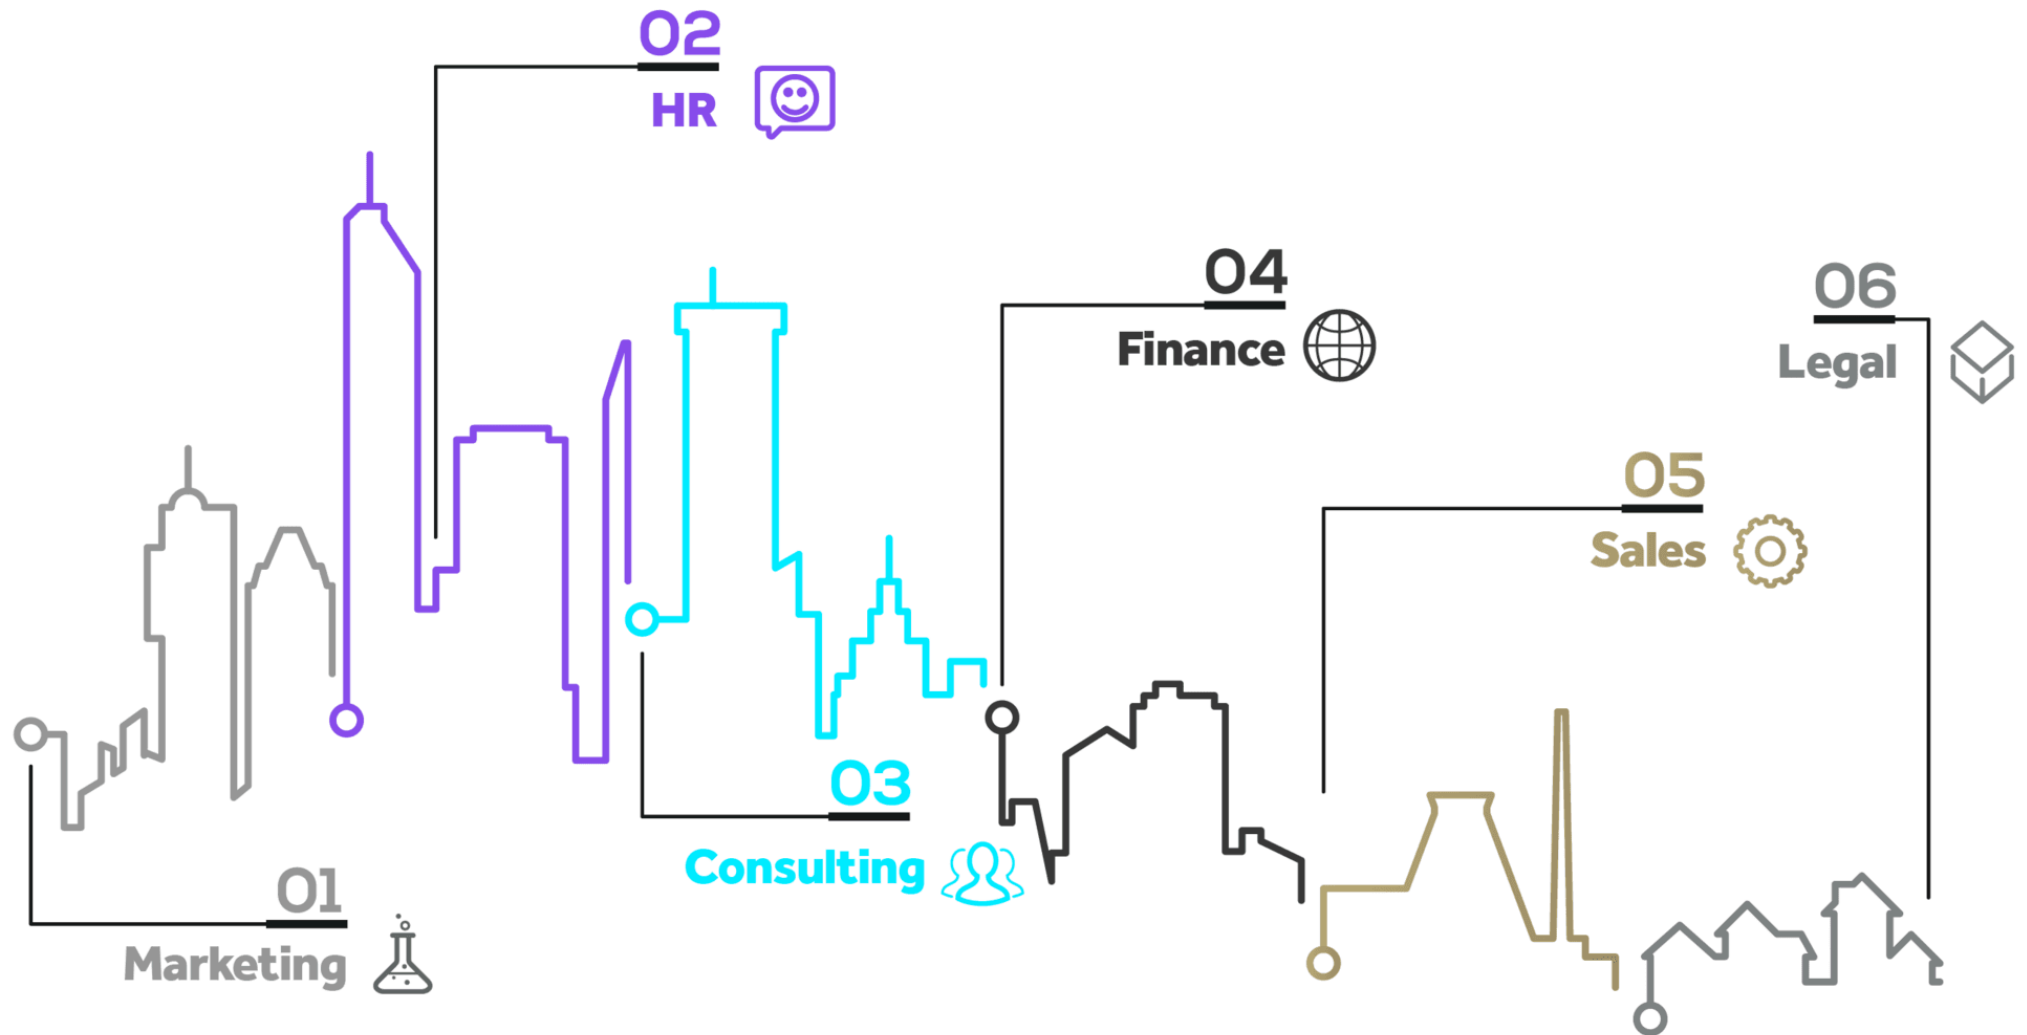 01
Marketing
02
HR
03
Consulting
04
Finance
05
Sales
06
Legal